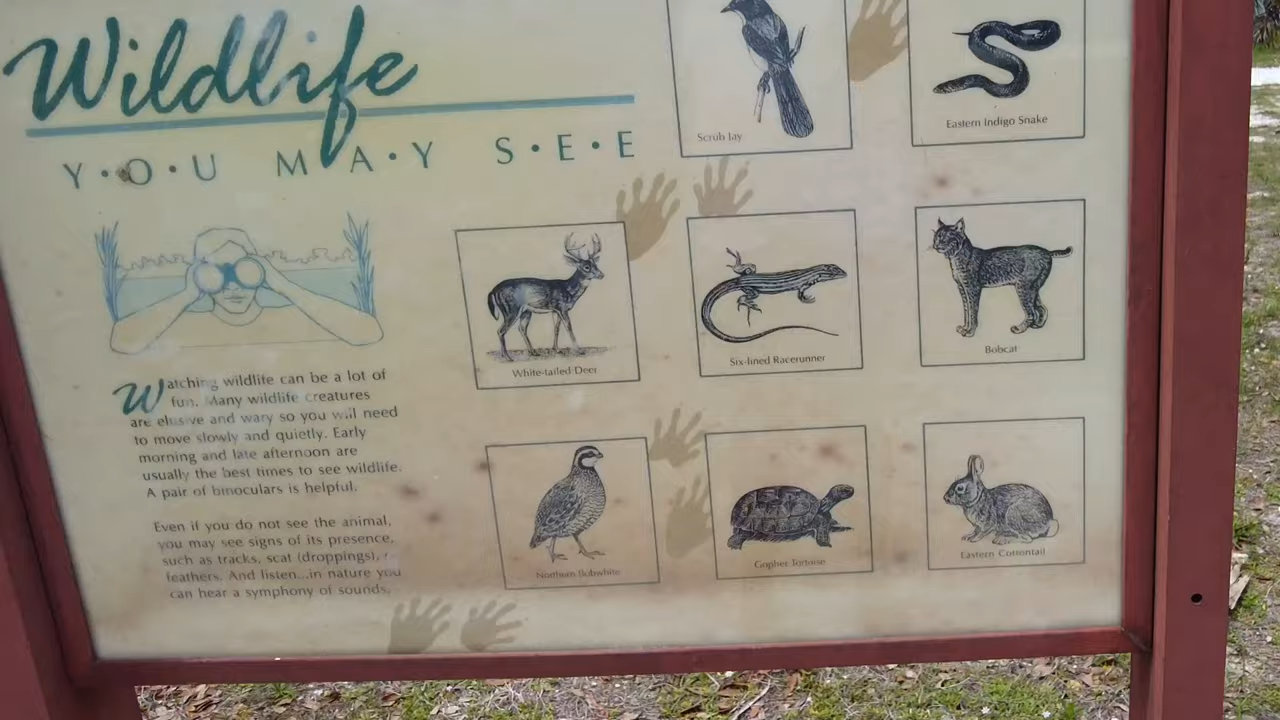 Wildlife
Y•O•U M•A•Y S•E•E
Scrub Jay
Eastern Indigo Snake
White-tailed Deer
Six-lined Racerunner
Bobcat
Northern Bobwhite
Gopher Tortoise
Eastern Cottontail
Watching wildlife can be a lot of
fun. Many wildlife creatures
are elusive and wary so you will need
to move slowly and quietly. Early
morning and late afternoon are
usually the best times to see wildlife.
A pair of binoculars is helpful.
Even if you do not see the animal,
you may see signs of its presence,
such as tracks, scat (droppings),
feathers. And listen...in nature you
can hear a symphony of sounds.